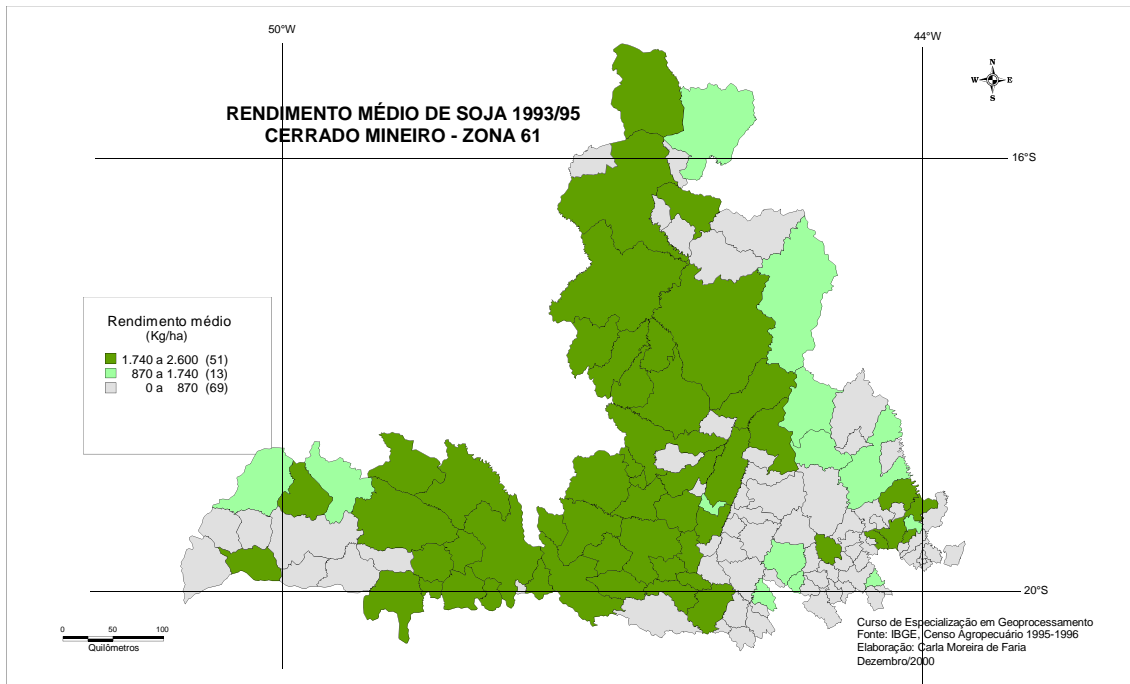 50°W
44°W
N
W E
S
RENDIMENTO MÉDIO DE SOJA 1993/95
CERRADO MINEIRO - ZONA 61
16°S
Rendimento médio
(Kg/ha)
1.740 a 2.600 (51)
870 a 1.740 (13)
0 a 870 (69)
20°S
0 50 100
Quilômetros
Curso de Especialização em Geoprocessamento
Fonte: IBGE, Censo Agropecuário 1995-1996
Elaboração: Carla Moreira de Faria
Dezembro/2000